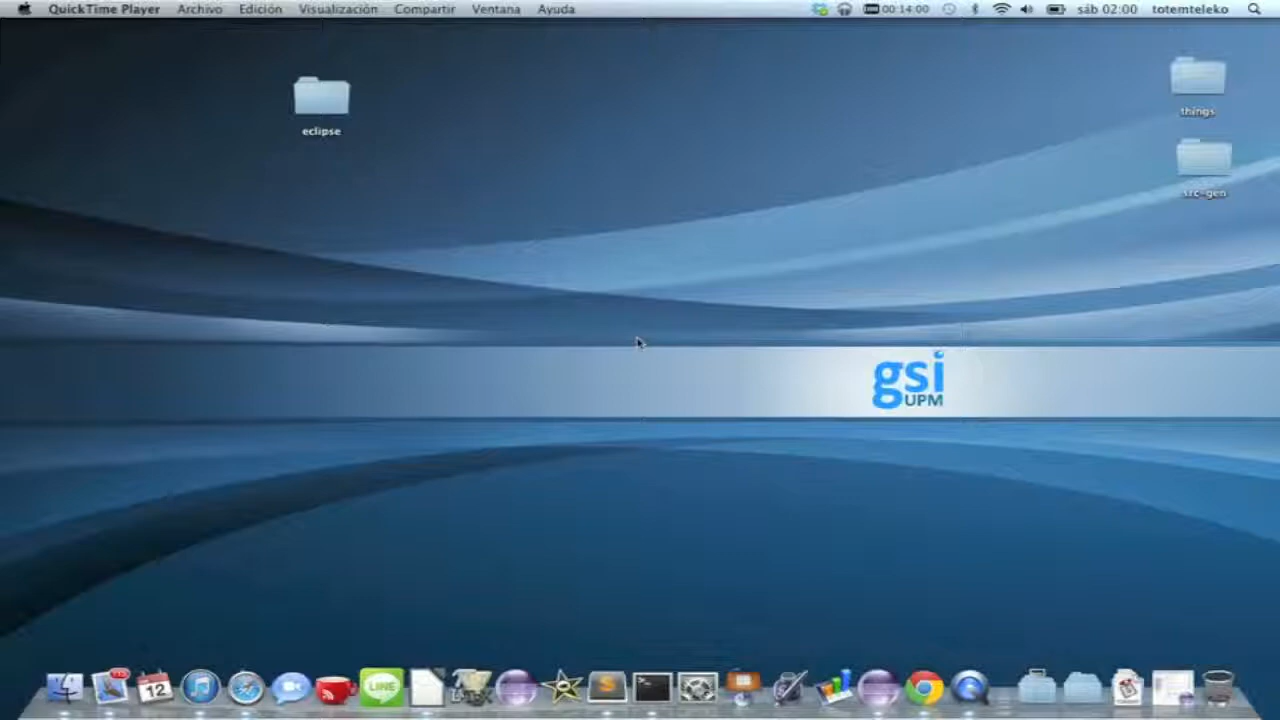 QuickTime Player Archivo Edición Visualización Compartir Ventana Ayuda 00:14:00 sáb 02:00 totemteleko
eclipse
things
src-gen
gsi
UPM
12
LINE